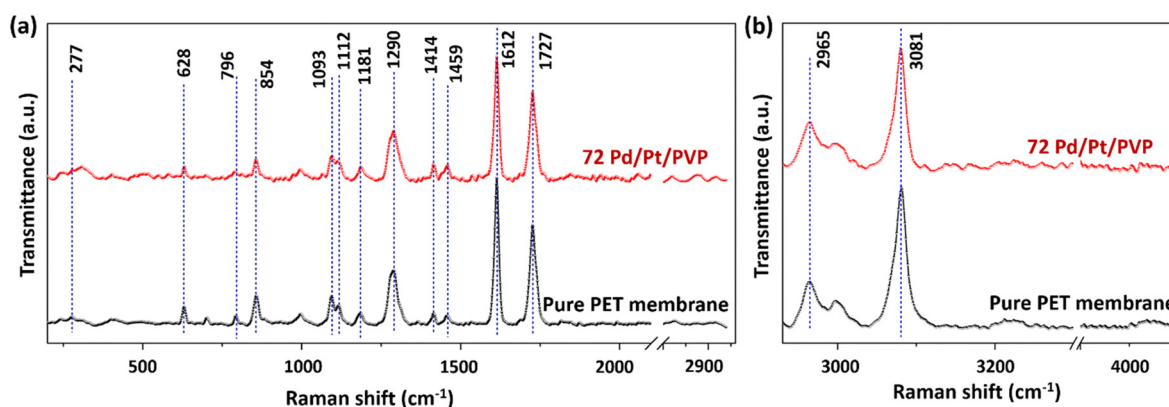 (a)
277
628
796
854
1093
1112
1181
1290
1414
1459
1612
1727
Transmittance (a.u.)
72 Pd/Pt/PVP
Pure PET membrane
500
1000
1500
2000
2900
Raman shift (cm⁻¹)
(b)
2965
3081
Transmittance (a.u.)
72 Pd/Pt/PVP
Pure PET membrane
3000
3200
4000
Raman shift (cm⁻¹)